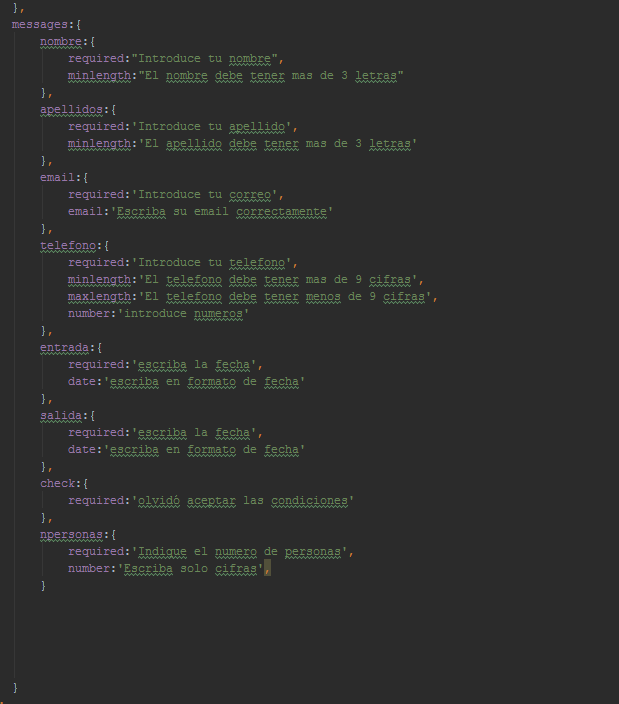 },
messages:{
nombre:{
required:"Introduce tu nombre",
minlength:"El nombre debe tener mas de 3 letras"
},
apellidos:{
required:'Introduce tu apellido',
minlength:'El apellido debe tener mas de 3 letras'
},
email:{
required:'Introduce tu correo',
email:'Escriba su email correctamente'
},
telefono:{
required:'Introduce tu telefono',
minlength:'El telefono debe tener mas de 9 cifras',
maxlength:'El telefono debe tener menos de 9 cifras',
number:'introduce numeros'
},
entrada:{
required:'escriba la fecha',
date:'escriba en formato de fecha'
},
salida:{
required:'escriba la fecha',
date:'escriba en formato de fecha'
},
check:{
required:'olvidó aceptar las condiciones'
},
npersonas:{
required:'Indique el numero de personas',
number:'Escriba solo cifras',
}
}